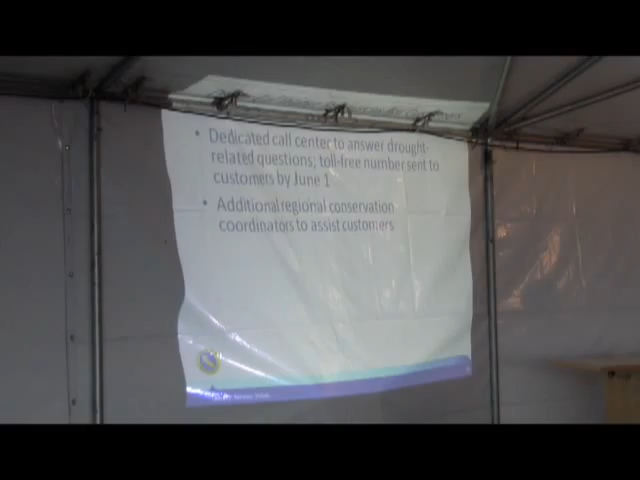 • Dedicated call center to answer drought-
related questions; toll-free number sent to
customers by June 1
• Additional regional conservation
coordinators to assist customers